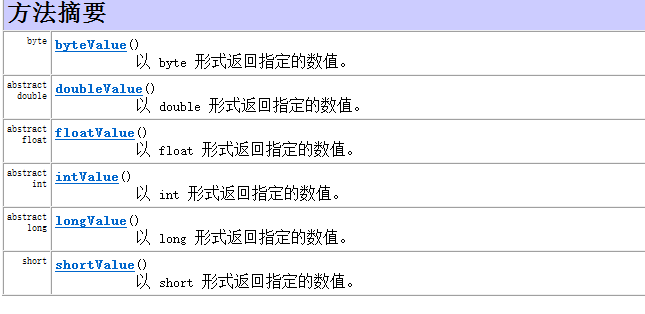 方法摘要
byte byteValue()
以 byte 形式返回指定的数值。
abstract double doubleValue()
以 double 形式返回指定的数值。
abstract float floatValue()
以 float 形式返回指定的数值。
abstract int intValue()
以 int 形式返回指定的数值。
abstract long longValue()
以 long 形式返回指定的数值。
short shortValue()
以 short 形式返回指定的数值。